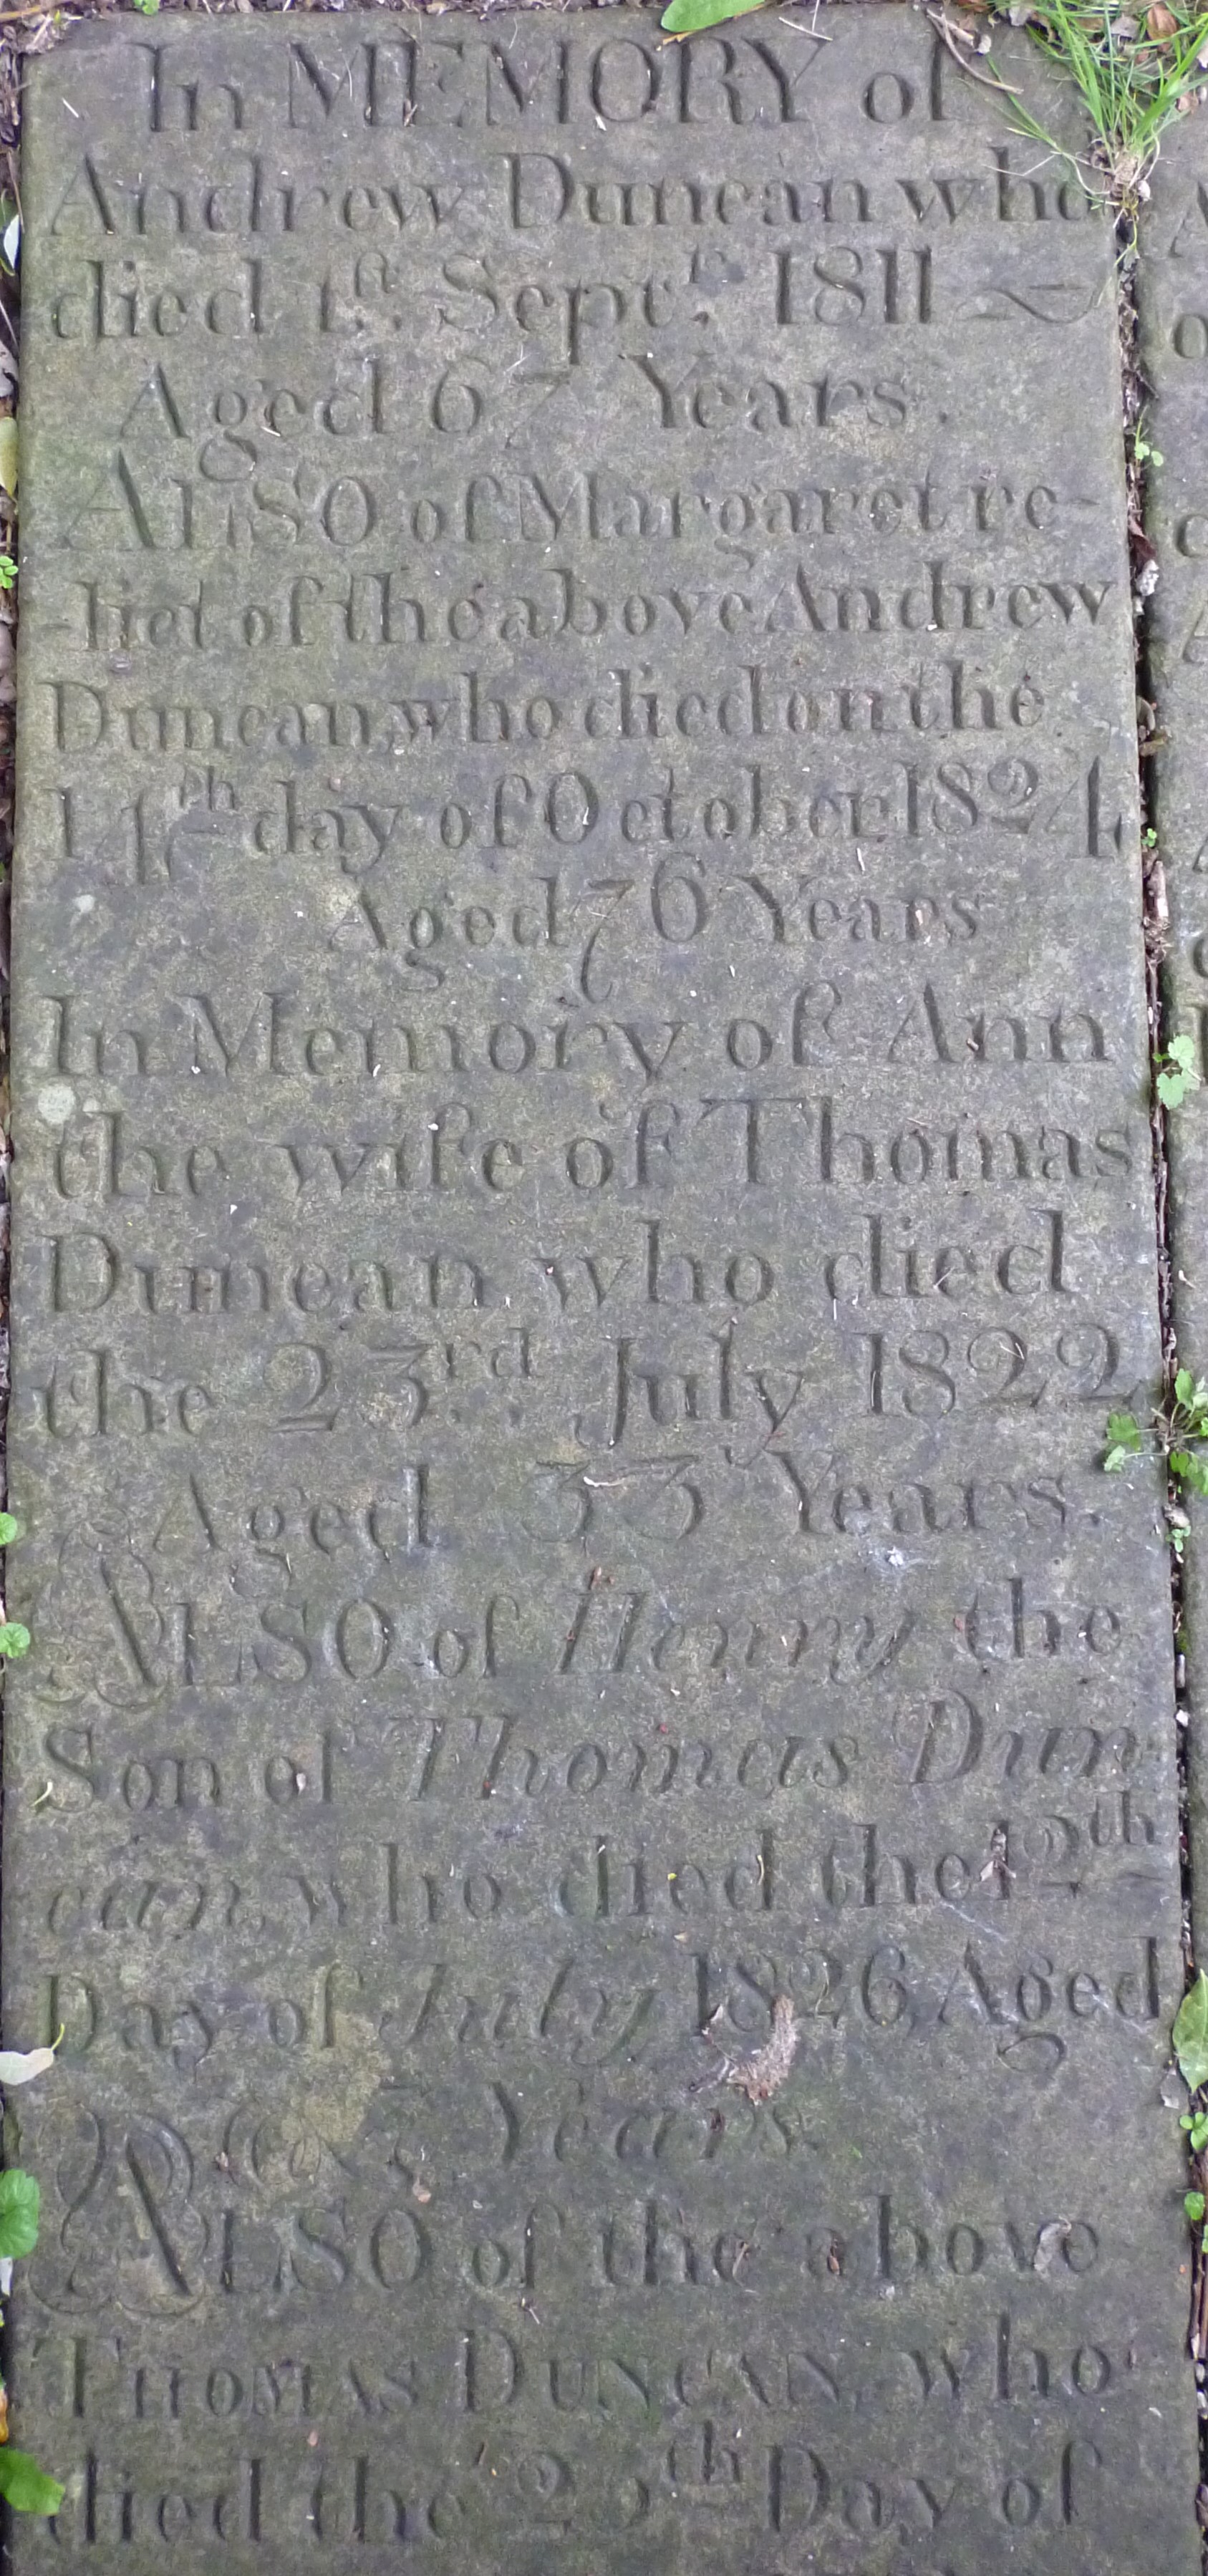 In MEMORY of
Andrew Duncan who
died 1st. Septr. 1811
Aged 67 Years.
ALSO of Margaret re-
-lict of the above Andrew
Duncan, who died on the
day of October 1824
Aged 76 Years
In Memory of Ann
the wife of Thomas
Duncan who died
the 23rd. July 1822
Aged 33 Years.
ALSO of Henry the
Son of Thomas Dun-
can, who died the 12th
Day of July 1826, Aged
Years.
ALSO of the above
THOMAS DUNCAN, who
died the Day of